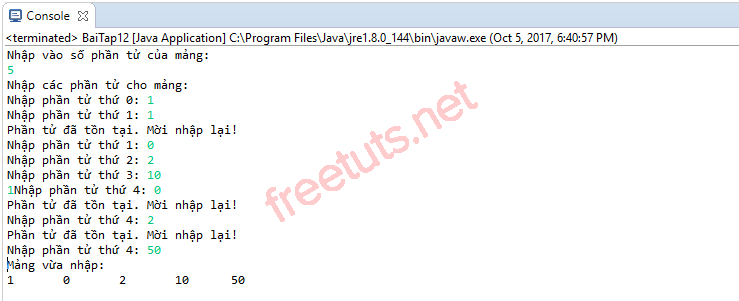 Console
<terminated> BaiTap12 [Java Application] C:\Program Files\Java\jre1.8.0_144\bin\javaw.exe (Oct 5, 2017, 6:40:57 PM)
Nhập vào số phần tử của mảng:
5
Nhập các phần tử cho mảng:
Nhập phần tử thứ 0: 1
Nhập phần tử thứ 1: 1
Phần tử đã tồn tại. Mời nhập lại!
Nhập phần tử thứ 1: 0
Nhập phần tử thứ 2: 2
Nhập phần tử thứ 3: 10
1Nhập phần tử thứ 4: 0
Phần tử đã tồn tại. Mời nhập lại!
Nhập phần tử thứ 4: 2
Phần tử đã tồn tại. Mời nhập lại!
Nhập phần tử thứ 4: 50
Mảng vừa nhập:
1 0 2 10 50
freetuts.net